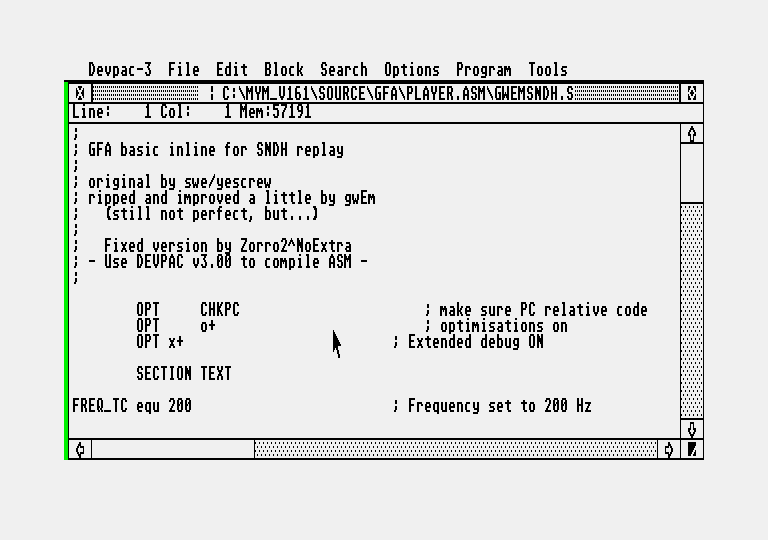 Devpac-3 File Edit Block Search Options Program Tools
¦ C:\MYM_V161\SOURCE\GFA\PLAYER.ASM\GWEMSNDH.S
Line: 1 Col: 1 Mem:57191
;
; GFA basic inline for SNDH replay
;
; original by swe/yescrew
; ripped and improved a little by gwEm
; (still not perfect, but...)
;
; Fixed version by Zorro2^NoExtra
; - Use DEVPAC v3.00 to compile ASM -
;
OPT CHKPC ; make sure PC relative code
OPT o+ ; optimisations on
OPT x+ ; Extended debug ON
SECTION TEXT
FREQ_TC equ 200 ; Frequency set to 200 Hz